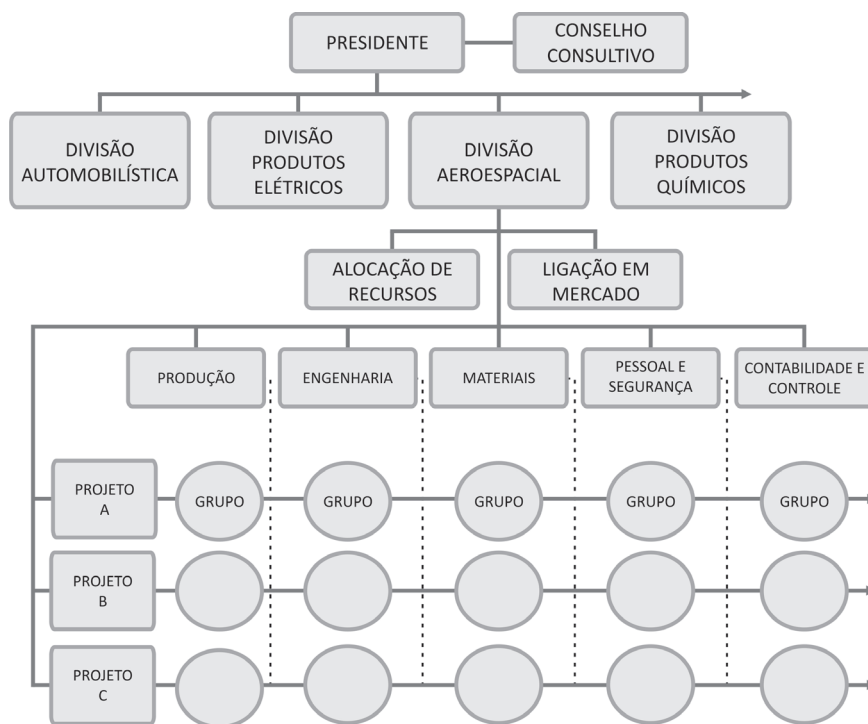 PRESIDENTE
CONSELHO
CONSULTIVO
DIVISÃO
AUTOMOBILÍSTICA
DIVISÃO
PRODUTOS
ELÉTRICOS
DIVISÃO
AEROESPACIAL
DIVISÃO
PRODUTOS
QUÍMICOS
ALOCAÇÃO DE
RECURSOS
LIGAÇÃO EM
MERCADO
PRODUÇÃO
ENGENHARIA
MATERIAIS
PESSOAL E
SEGURANÇA
CONTABILIDADE E
CONTROLE
PROJETO
A
GRUPO
GRUPO
GRUPO
GRUPO
GRUPO
PROJETO
B
PROJETO
C